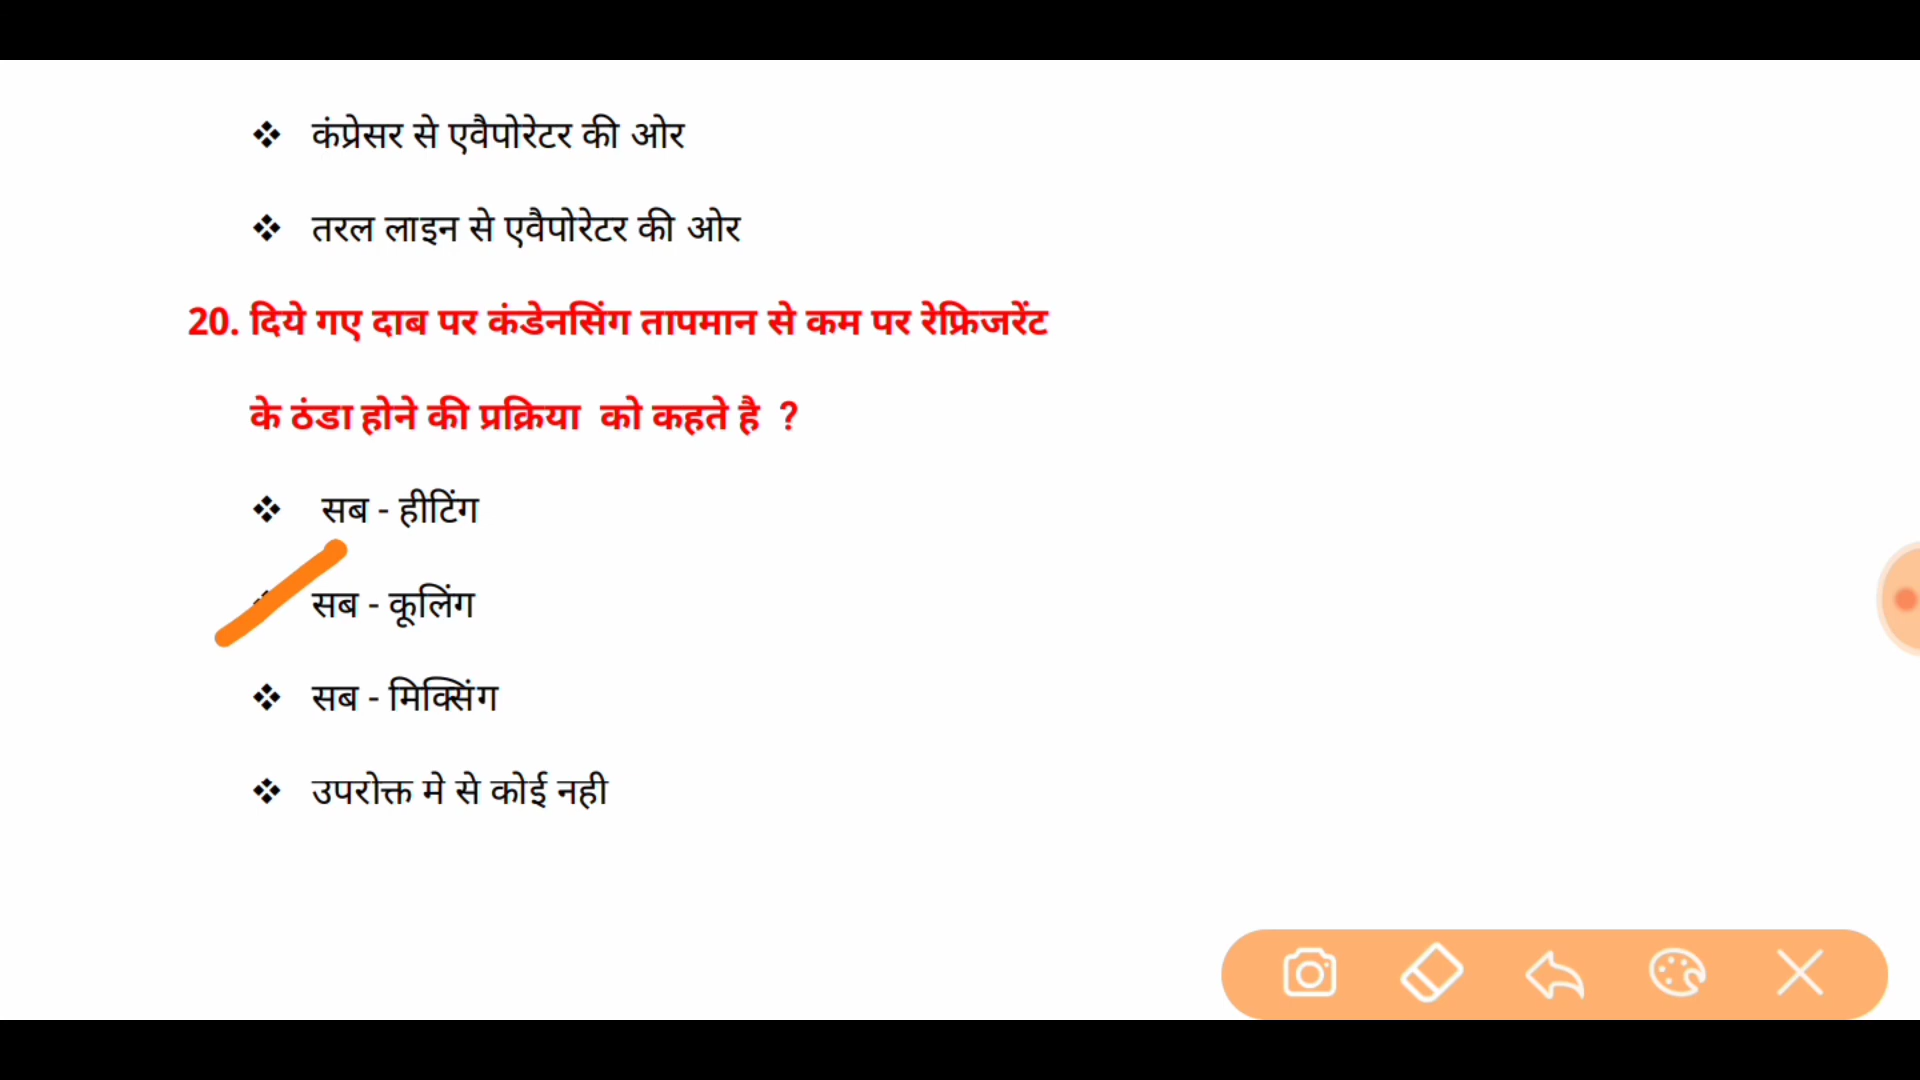 ❖ कंप्रेसर से एवैपोरेटर की ओर
❖ तरल लाइन से एवैपोरेटर की ओर
20. दिये गए दाब पर कंडेनसिंग तापमान से कम पर रेफ्रिजरेंट
के ठंडा होने की प्रक्रिया को कहते है ?
❖ सब - हीटिंग
❖ सब - कूलिंग
❖ सब - मिक्सिंग
❖ उपरोक्त मे से कोई नही